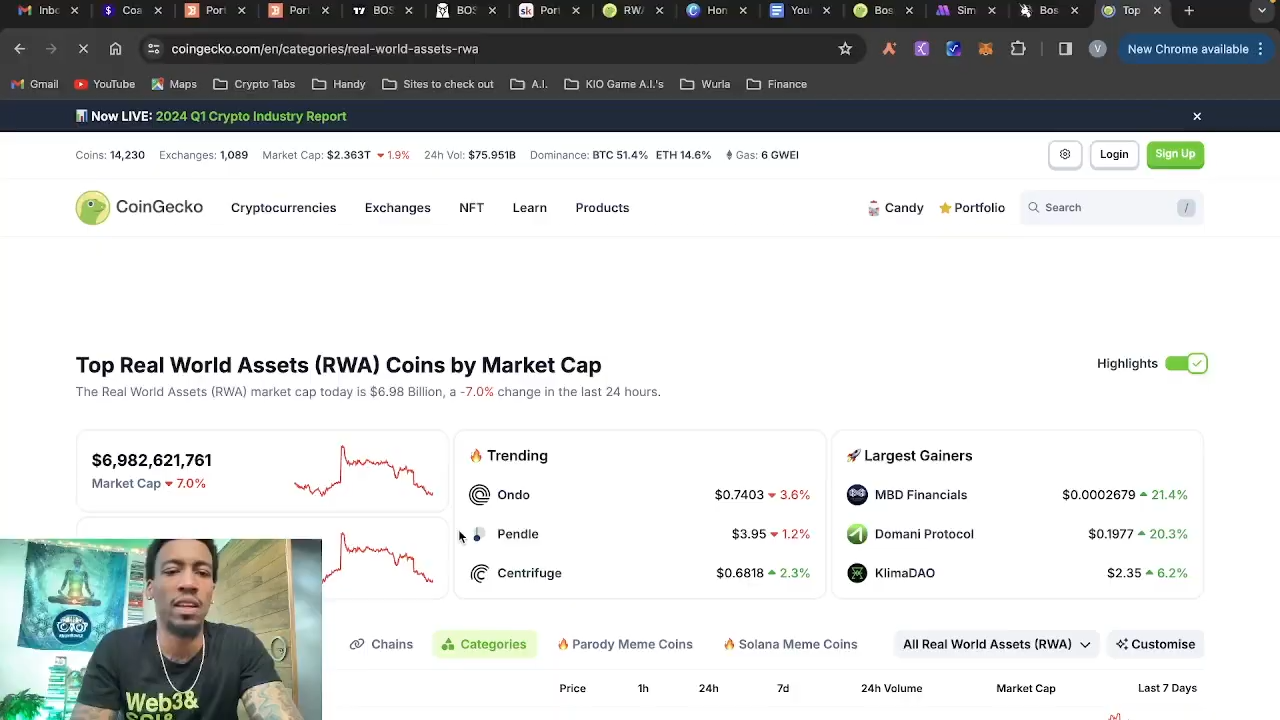 Inb Coa Port Port BOS BOS Port RWA Hon You Bos Sim Bos Top
coingecko.com/en/categories/real-world-assets-rwa
V New Chrome available
Gmail YouTube Maps Crypto Tabs Handy Sites to check out A.I. KIO Game A.I.'s Wurla Finance
Now LIVE: 2024 Q1 Crypto Industry Report
Coins: 14,230 Exchanges: 1,089 Market Cap: $2.363T 1.9% 24h Vol: $75.951B Dominance: BTC 51.4% ETH 14.6% Gas: 6 GWEI
Login Sign Up
CoinGecko Cryptocurrencies Exchanges NFT Learn Products Candy Portfolio Search /
Top Real World Assets (RWA) Coins by Market Cap
Highlights
The Real World Assets (RWA) market cap today is $6.98 Billion, a -7.0% change in the last 24 hours.
$6,982,621,761
Market Cap 7.0%
Trending
Ondo $0.7403 3.6%
Pendle $3.95 1.2%
Centrifuge $0.6818 2.3%
Largest Gainers
MBD Financials $0.0002679 21.4%
Domani Protocol $0.1977 20.3%
KlimaDAO $2.35 6.2%
Chains Categories Parody Meme Coins Solana Meme Coins All Real World Assets (RWA) Customise
Price 1h 24h 7d 24h Volume Market Cap Last 7 Days
Web3&